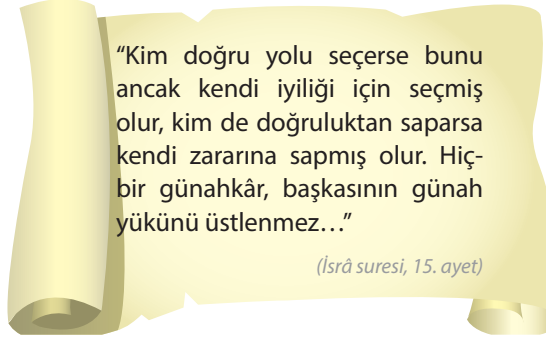 “Kim doğru yolu seçerse bunu
ancak kendi iyiliği için seçmiş
olur, kim de doğruluktan saparsa
kendi zararına sapmış olur. Hiç-
bir günahkâr, başkasının günah
yükünü üstlenmez…”
(İsrâ suresi, 15. ayet)